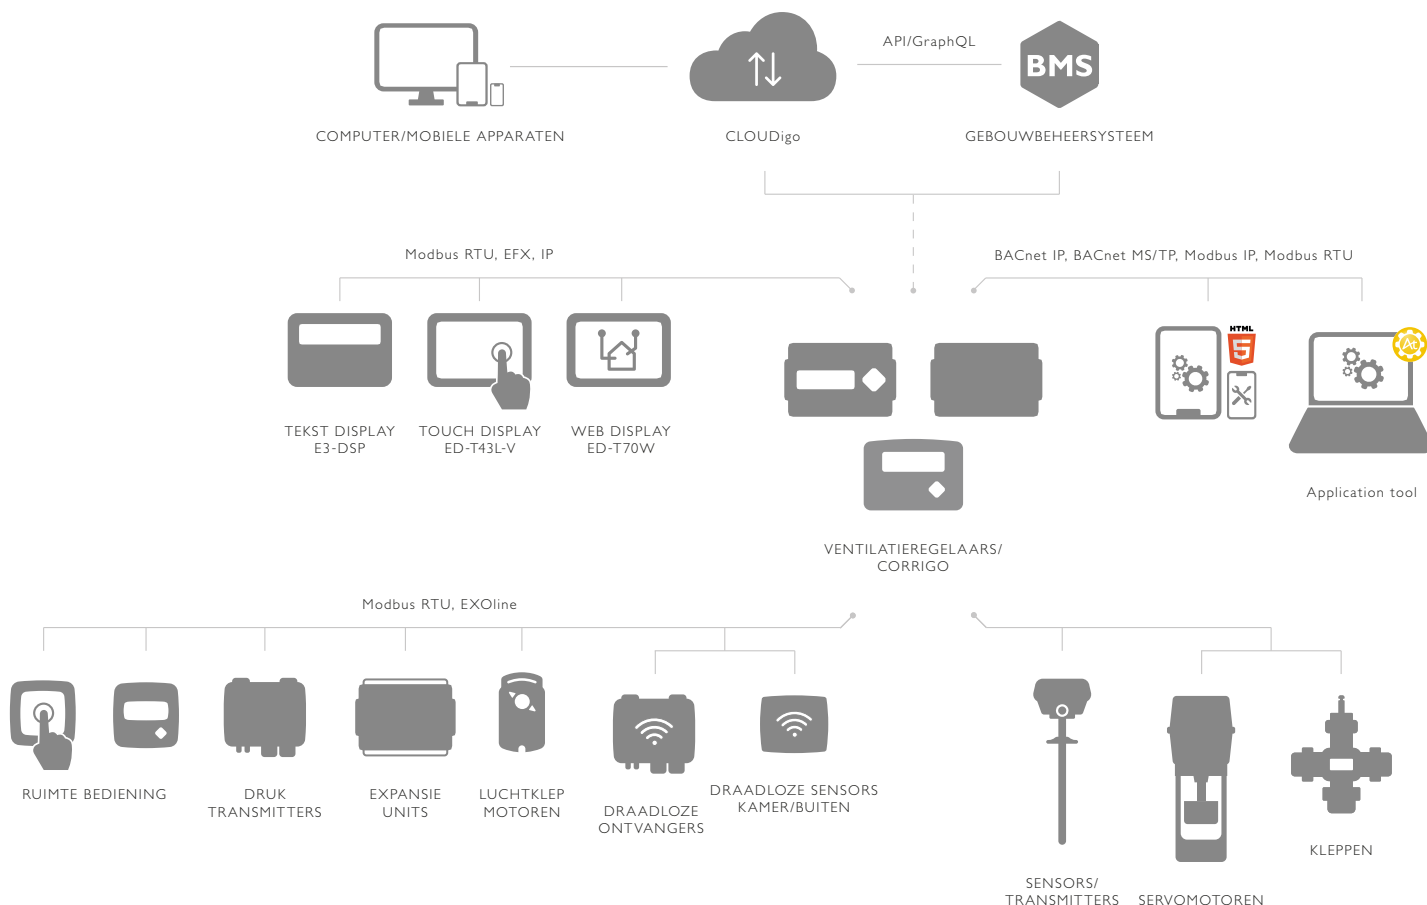 API/GraphQL
BMS
COMPUTER/MOBIELE APPARATEN
CLOUDigo
GEBOUWBEHEERSYSTEEM
Modbus RTU, EFX, IP
BACnet IP, BACnet MS/TP, Modbus IP, Modbus RTU
HTML
5
At
TEKST DISPLAY
E3-DSP
TOUCH DISPLAY
ED-T43L-V
WEB DISPLAY
ED-T70W
Application tool
VENTILATIEREGELAARS/
CORRIGO
Modbus RTU, EXOline
RUIMTE BEDIENING
DRUK
TRANSMITTERS
EXPANSIE
UNITS
LUCHTKLEP
MOTOREN
DRAADLOZE
ONTVANGERS
DRAADLOZE SENSORS
KAMER/BUITEN
SENSORS/
TRANSMITTERS
SERVOMOTOREN
KLEPPEN